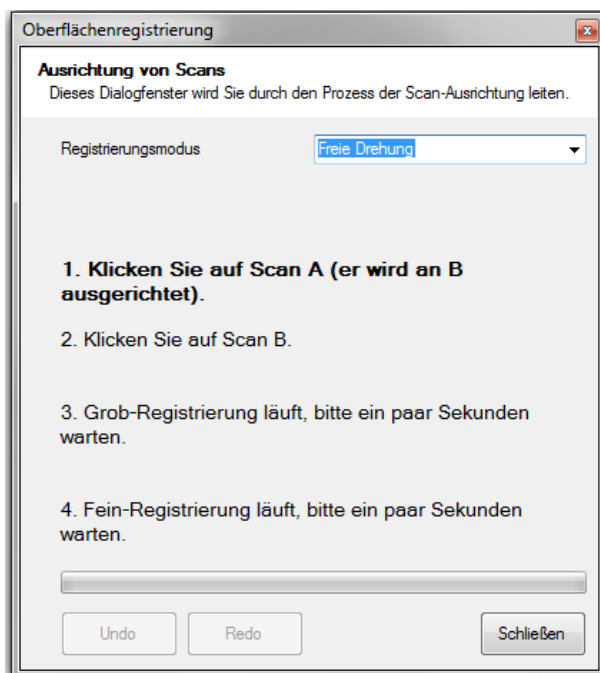 Oberflächenregistrierung
Ausrichtung von Scans
Dieses Dialogfenster wird Sie durch den Prozess der Scan-Ausrichtung leiten.
Registrierungsmodus Freie Drehung
1. Klicken Sie auf Scan A (er wird an B
ausgerichtet).
2. Klicken Sie auf Scan B.
3. Grob-Registrierung läuft, bitte ein paar Sekunden
warten.
4. Fein-Registrierung läuft, bitte ein paar Sekunden
warten.
Undo Redo Schließen